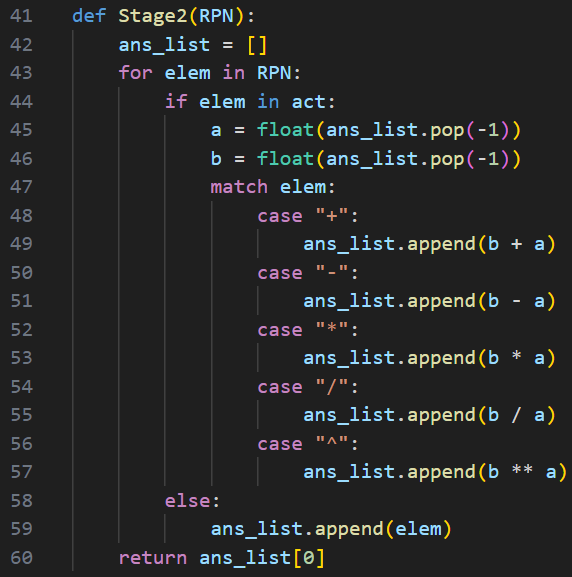 41 def Stage2(RPN):
42     ans_list = []
43     for elem in RPN:
44         if elem in act:
45             a = float(ans_list.pop(-1))
46             b = float(ans_list.pop(-1))
47             match elem:
48                 case "+":
49                     ans_list.append(b + a)
50                 case "-":
51                     ans_list.append(b - a)
52                 case "*":
53                     ans_list.append(b * a)
54                 case "/":
55                     ans_list.append(b / a)
56                 case "^":
57                     ans_list.append(b ** a)
58         else:
59             ans_list.append(elem)
60     return ans_list[0]